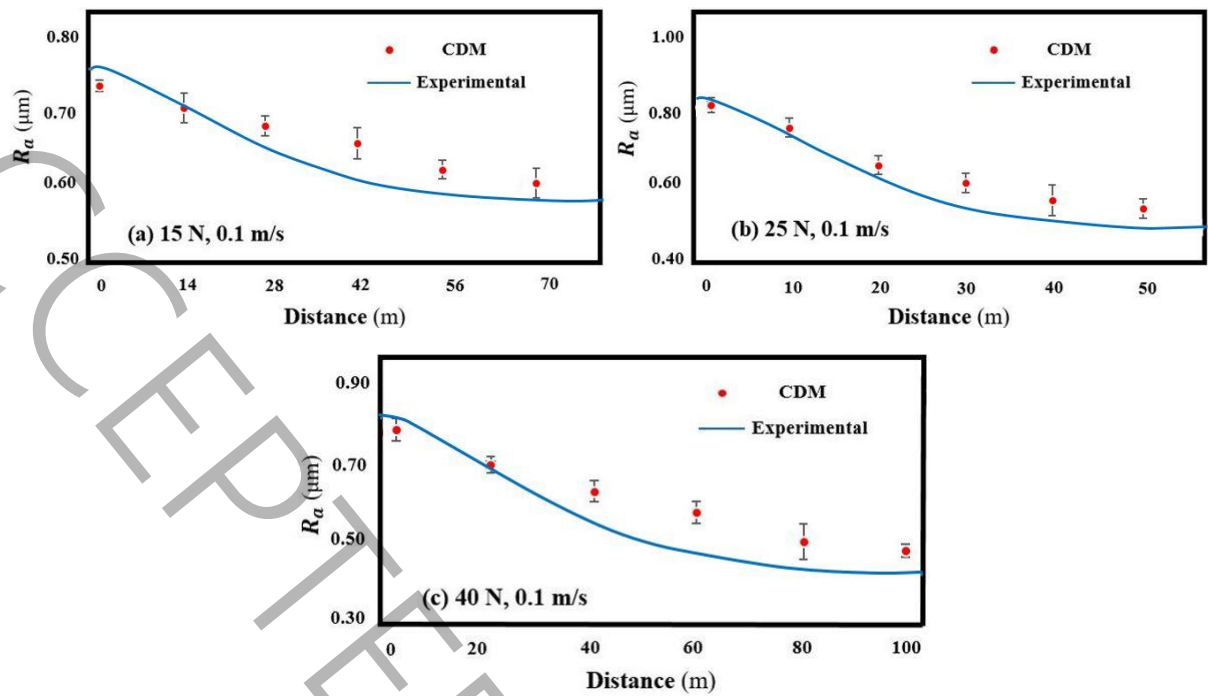 0.80
0.70
0.60
0.50
Rₐ (μm)
CDM
Experimental
(a) 15 N, 0.1 m/s
0 14 28 42 56 70
Distance (m)
1.00
0.80
0.60
0.40
Rₐ (μm)
CDM
Experimental
(b) 25 N, 0.1 m/s
0 10 20 30 40 50
Distance (m)
0.90
0.70
0.50
0.30
Rₐ (μm)
CDM
Experimental
(c) 40 N, 0.1 m/s
0 20 40 60 80 100
Distance (m)